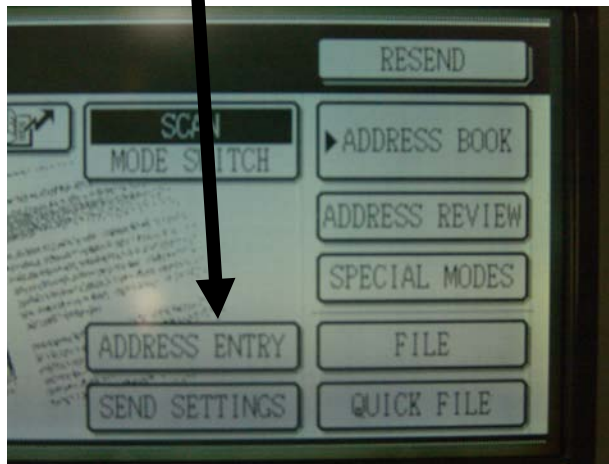 RESEND
SCAN
MODE SWITCH
ADDRESS BOOK
ADDRESS REVIEW
SPECIAL MODES
ADDRESS ENTRY
FILE
SEND SETTINGS
QUICK FILE